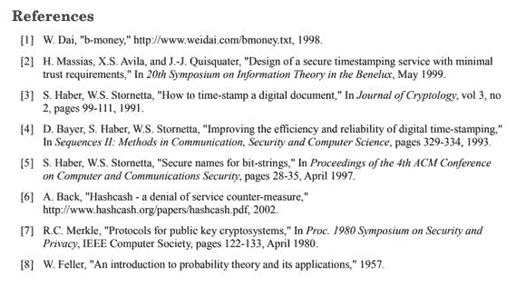 References
[1] W. Dai, "b-money," http://www.weidai.com/bmoney.txt, 1998.
[2] H. Massias, X.S. Avila, and J.-J. Quisquater, "Design of a secure timestamping service with minimal
trust requirements," In 20th Symposium on Information Theory in the Benelux, May 1999.
[3] S. Haber, W.S. Stornetta, "How to time-stamp a digital document," In Journal of Cryptology, vol 3, no
2, pages 99-111, 1991.
[4] D. Bayer, S. Haber, W.S. Stornetta, "Improving the efficiency and reliability of digital time-stamping,"
In Sequences II: Methods in Communication, Security and Computer Science, pages 329-334, 1993.
[5] S. Haber, W.S. Stornetta, "Secure names for bit-strings," In Proceedings of the 4th ACM Conference
on Computer and Communications Security, pages 28-35, April 1997.
[6] A. Back, "Hashcash - a denial of service counter-measure,"
http://www.hashcash.org/papers/hashcash.pdf, 2002.
[7] R.C. Merkle, "Protocols for public key cryptosystems," In Proc. 1980 Symposium on Security and
Privacy, IEEE Computer Society, pages 122-133, April 1980.
[8] W. Feller, "An introduction to probability theory and its applications," 1957.